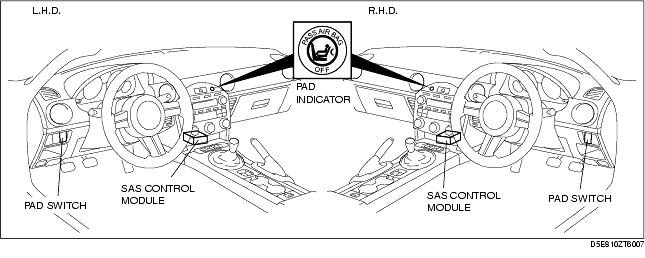 L.H.D.
R.H.D.
PASS AIR BAG
OFF
PAD
INDICATOR
SAS CONTROL
MODULE
PAD SWITCH
SAS CONTROL
MODULE
PAD SWITCH
D5E810ZT6007